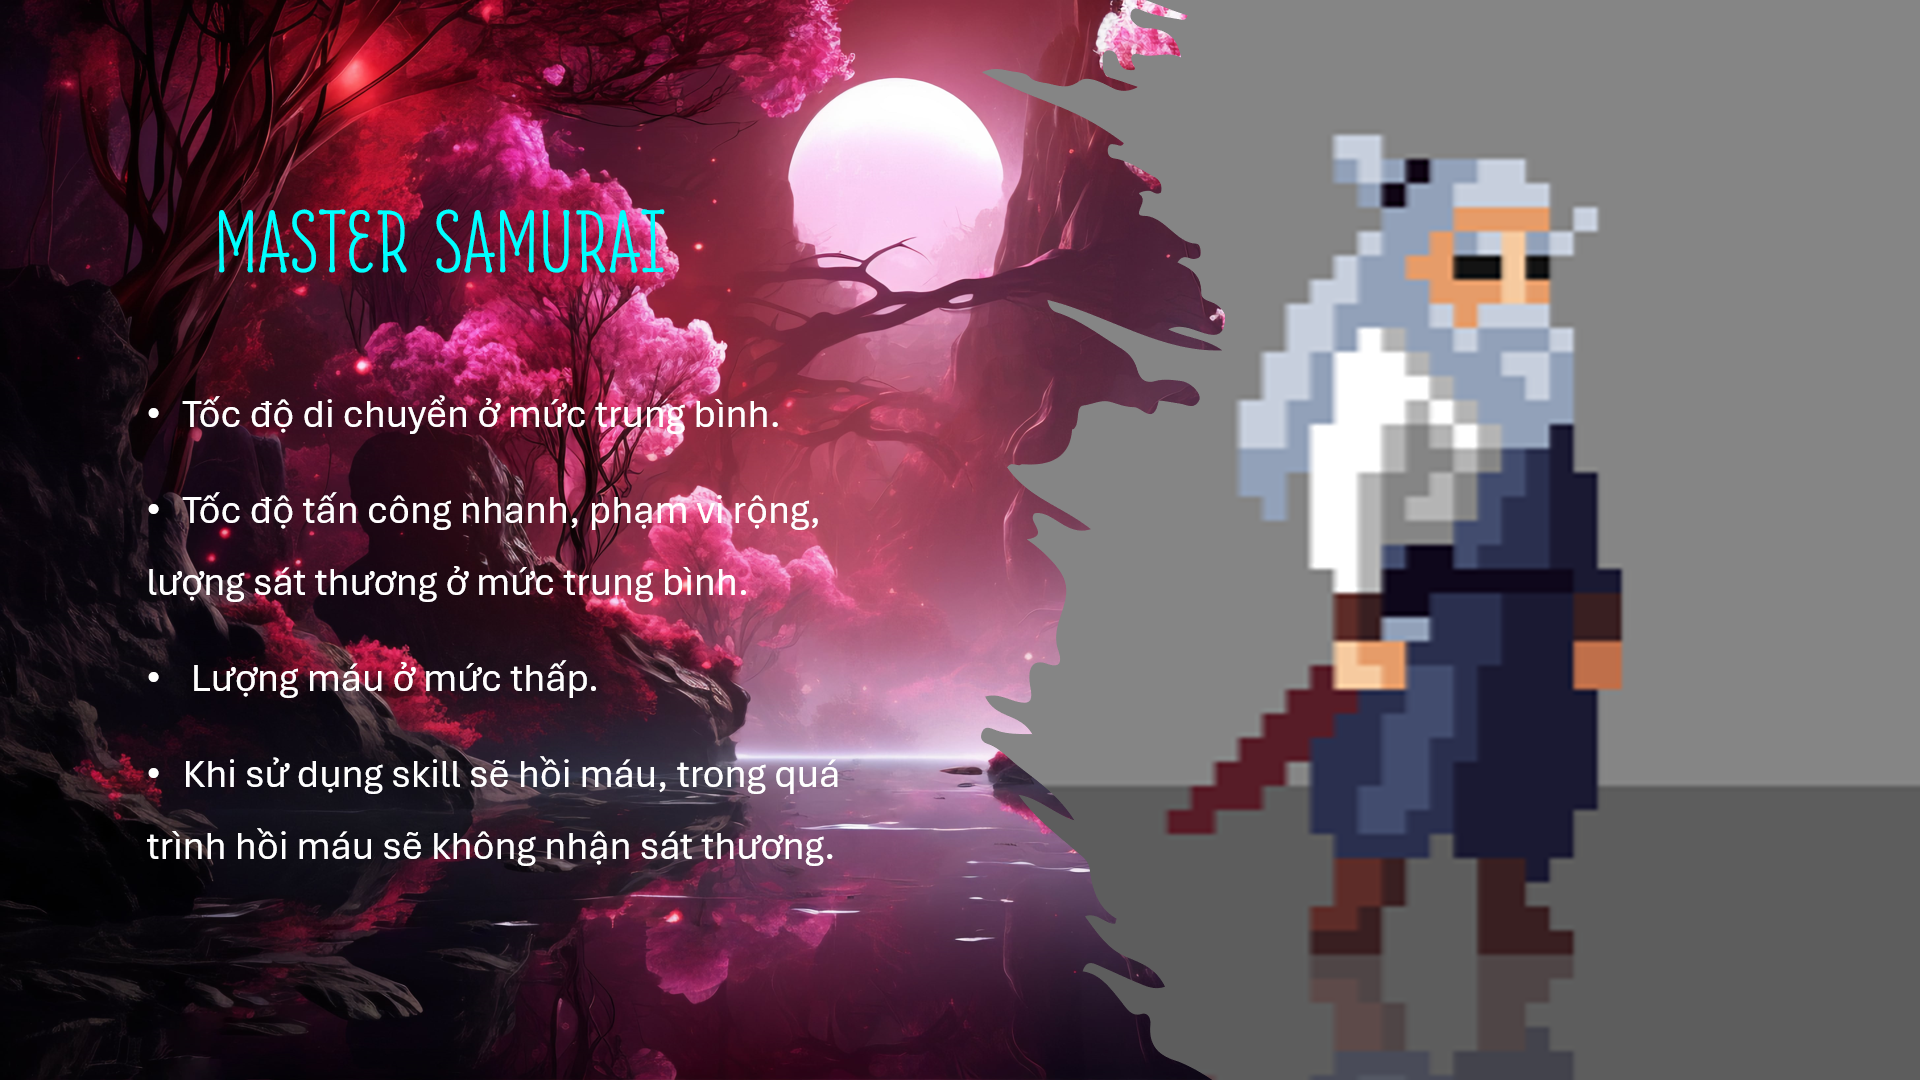 MASTER SAMURAI
• Tốc độ di chuyển ở mức trung bình.
• Tốc độ tấn công nhanh, phạm vi rộng,
lượng sát thương ở mức trung bình.
• Lượng máu ở mức thấp.
• Khi sử dụng skill sẽ hồi máu, trong quá
trình hồi máu sẽ không nhận sát thương.